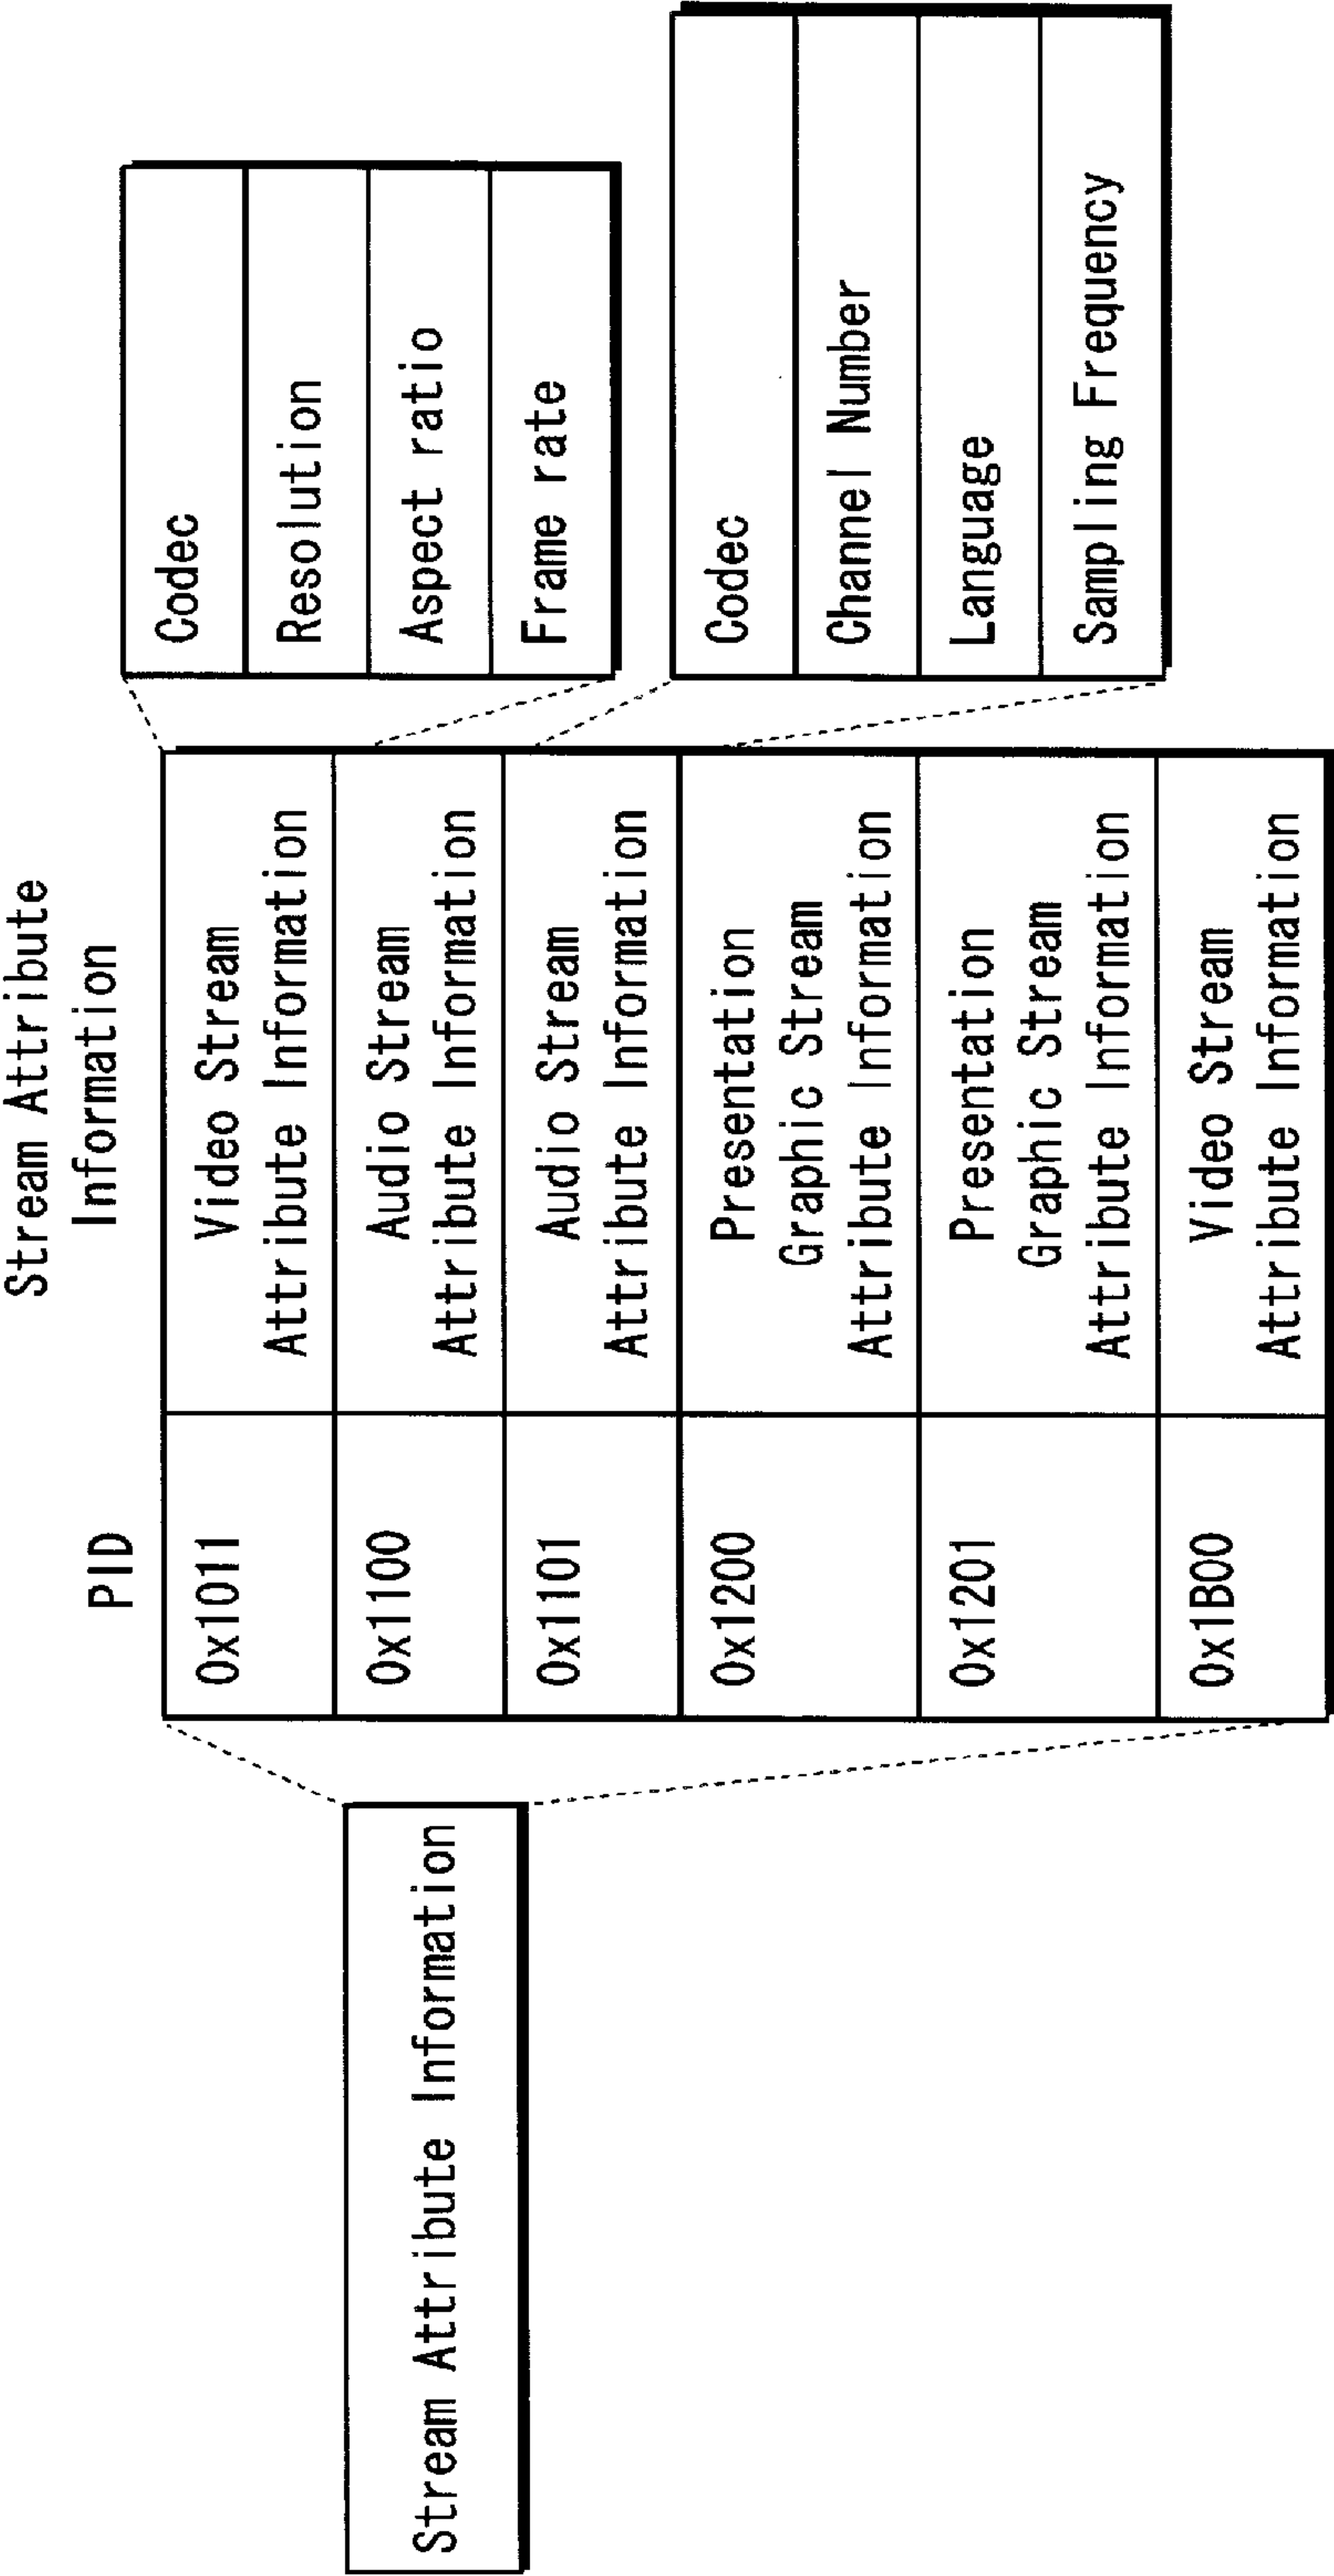 Stream Attribute Information
PID
Stream Attribute
Information
0x1011
Video Stream
Attribute Information
0x1100
Audio Stream
Attribute Information
0x1101
Audio Stream
Attribute Information
0x1200
Presentation
Graphic Stream
Attribute Information
0x1201
Presentation
Graphic Stream
Attribute Information
0x1B00
Video Stream
Attribute Information
Codec
Resolution
Aspect ratio
Frame rate
Codec
Channel Number
Language
Sampling Frequency